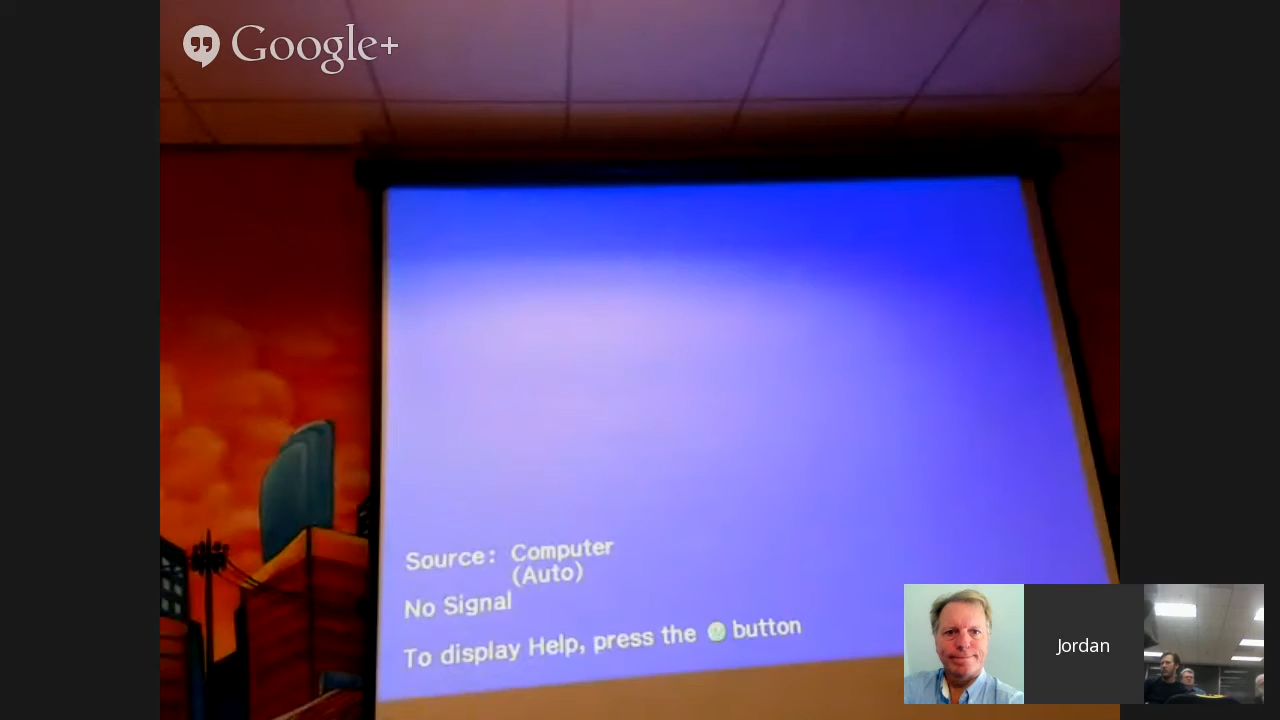 Google+
Source: Computer
(Auto)
No Signal
To display Help, press the button
Jordan